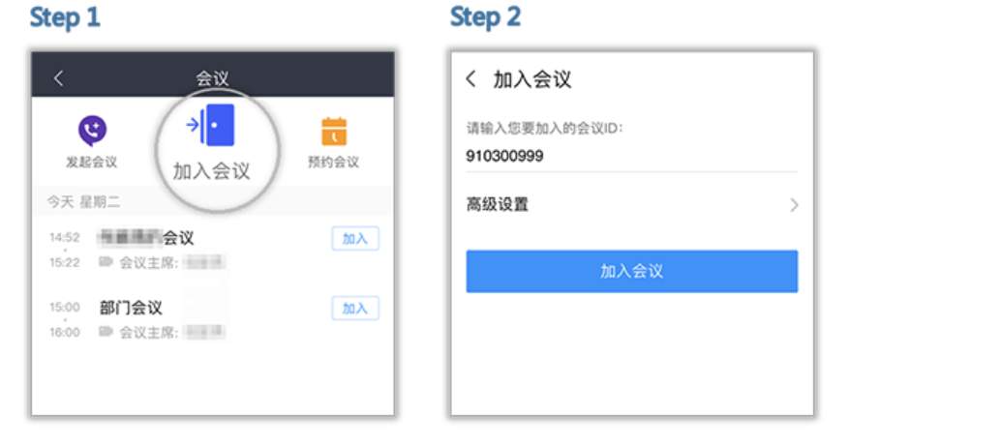 Step 1
会议
发起会议
加入会议
预约会议
今天 星期二
14:52
会议
加入
15:22
会议主席:
15:00
部门会议
加入
16:00
会议主席:
Step 2
加入会议
请输入您要加入的会议ID:
910300999
高级设置
加入会议